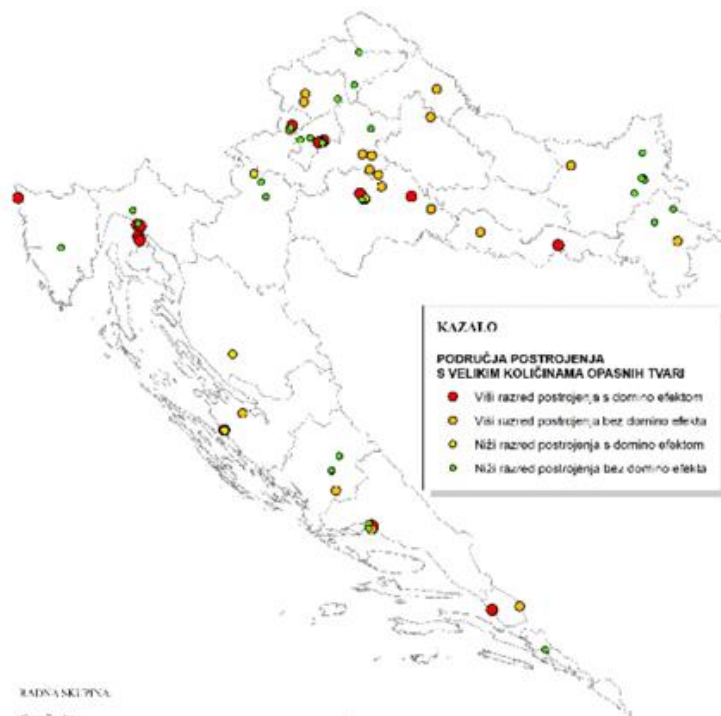 KAZALO
PODRUČJA POSTROJENJA
S VELIKIM KOLIČINAMA OPASNIH TVARI
Viši razred postrojenja s domino efektom
Viši razred postrojenja bez domino efekta
Niži razred postrojenja s domino efektom
Niži razred postrojenja bez domino efekta
RADNA SKUPINA